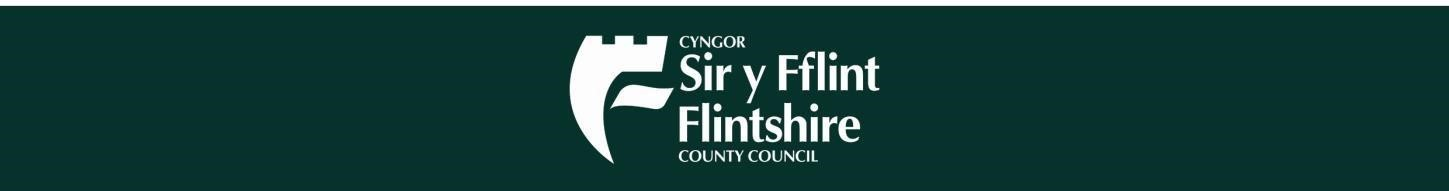 CYNGOR
Sir y Fflint
Flintshire
COUNTY COUNCIL